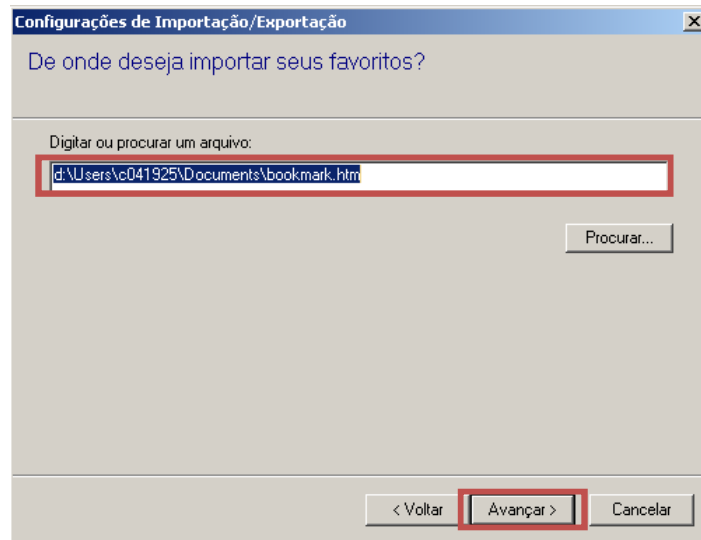 Configurações de Importação/Exportação
De onde deseja importar seus favoritos?
Digitar ou procurar um arquivo:
d:\Users\c041925\Documents\bookmark.htm
Procurar...
< Voltar
Avançar >
Cancelar